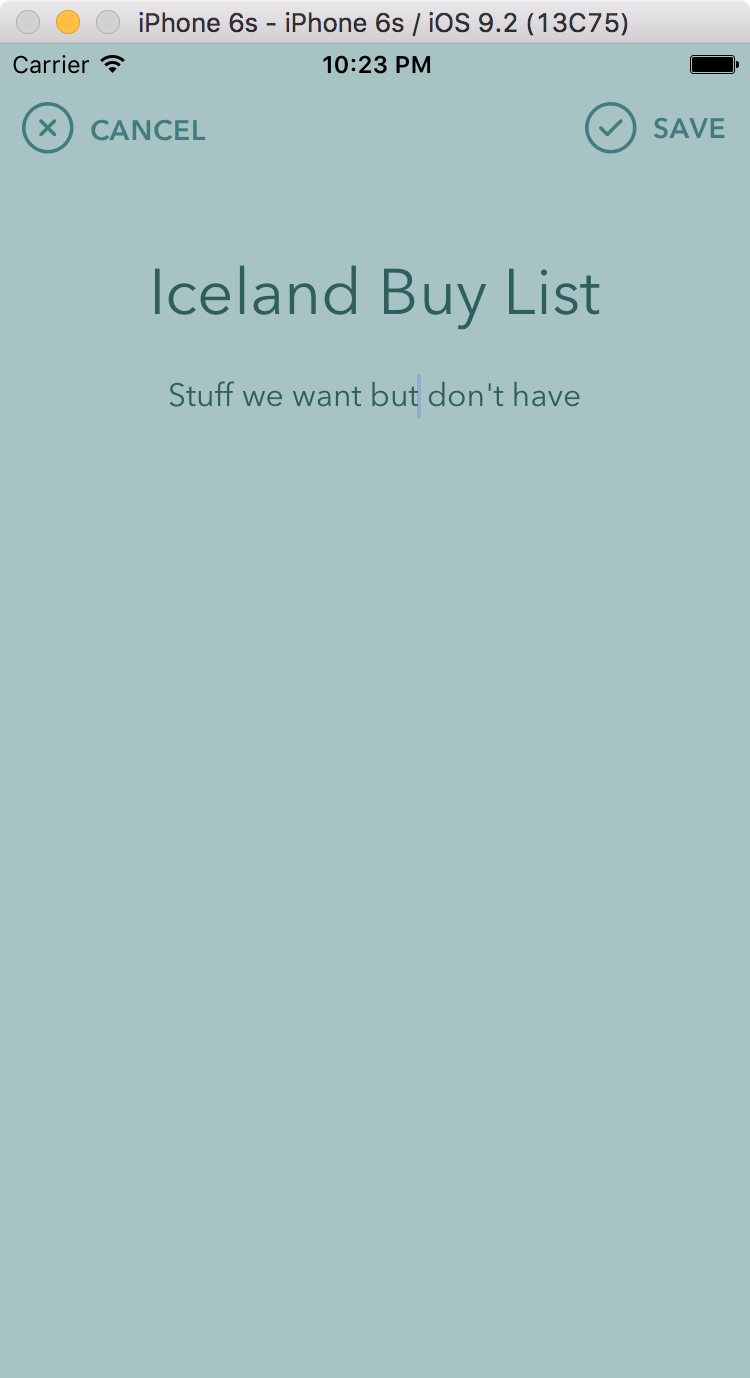 iPhone 6s - iPhone 6s / iOS 9.2 (13C75)
Carrier 10:23 PM
CANCEL SAVE
Iceland Buy List
Stuff we want but don't have